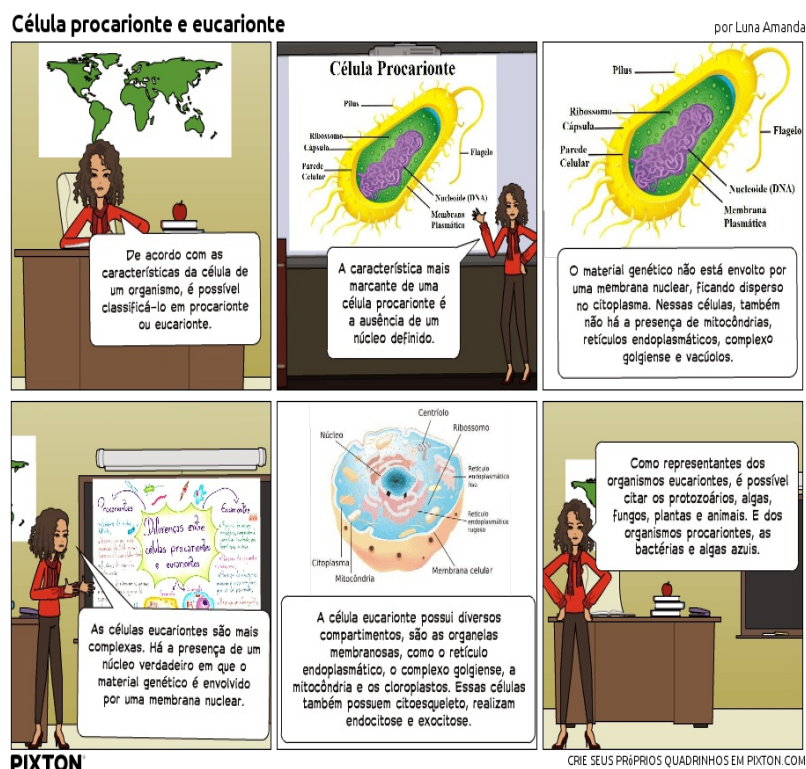 Célula procarionte e eucarionte
por Luna Amanda
De acordo com as
características da célula de
um organismo, é possível
classificá-lo em procarionte
ou eucarionte.
Célula Procarionte
Pilus
Ribossomo
Cápsula
Parede
Celular
Flagelo
Nucleoide (DNA)
Membrana
Plasmática
A característica mais
marcante de uma
célula procarionte é
a ausência de um
núcleo definido.
Pilus
Ribossomo
Cápsula
Parede
Celular
Flagelo
Nucleoide (DNA)
Membrana
Plasmática
O material genético não está envolto por
uma membrana nuclear, ficando disperso
no citoplasma. Nessas células, também
não há a presença de mitocôndrias,
retículos endoplasmáticos, complexo
golgiense e vacúolos.
Procariontes
Eucarionte
Diferenças entre
células procariontes
e eucariontes
As células eucariontes são mais
complexas. Há a presença de um
núcleo verdadeiro em que o
material genético é envolvido
por uma membrana nuclear.
Centríolo
Núcleo
Ribossomo
Retículo
endoplasmático
liso
Retículo
endoplasmático
rugoso
Citoplasma
Mitocôndria
Membrana celular
A célula eucarionte possui diversos
compartimentos, são as organelas
membranosas, como o retículo
endoplasmático, o complexo golgiense, a
mitocôndria e os cloroplastos. Essas células
também possuem citoesqueleto, realizam
endocitose e exocitose.
Como representantes dos
organismos eucariontes, é possível
citar os protozoários, algas,
fungos, plantas e animais. E dos
organismos procariontes, as
bactérias e algas azuis.
PIXTON
CRIE SEUS PRÓPRIOS QUADRINHOS EM PIXTON.COM